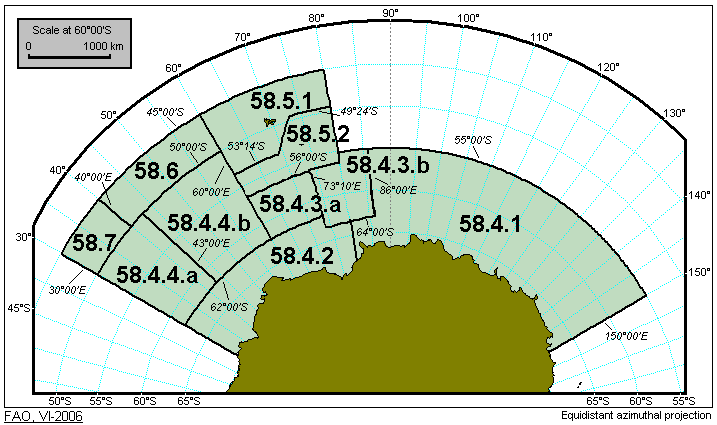 Scale at 60°00'S
0 1000 km
30°
40°
50°
60°
70°
80°
90°
100°
110°
120°
130°
140°
150°
45°S
58.5.1
49°24'S
45°00'S
58.5.2
53°14'S
50°00'S
55°00'S
56°00'S
58.6
58.4.3.b
40°00'E
60°00'E
73°10'E
86°00'E
58.4.3.a
58.4.4.b
58.4.1
58.7
43°00'E
64°00'S
58.4.2
58.4.4.a
30°00'E
62°00'S
150°00'E
50°S 55°S 60°S 65°S 65°S 60°S 55°S
FAO, VI-2006
Equidistant azimuthal projection